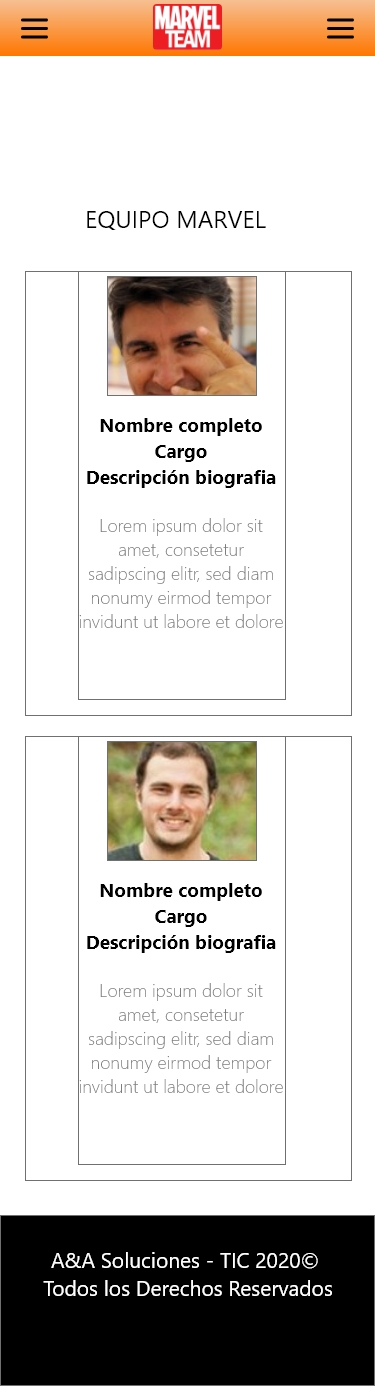 MARVEL
TEAM
EQUIPO MARVEL
Nombre completo
Cargo
Descripción biografia
Lorem ipsum dolor sit
amet, consetetur
sadipscing elitr, sed diam
nonumy eirmod tempor
invidunt ut labore et dolore
Nombre completo
Cargo
Descripción biografia
Lorem ipsum dolor sit
amet, consetetur
sadipscing elitr, sed diam
nonumy eirmod tempor
invidunt ut labore et dolore
A&A Soluciones - TIC 2020©
Todos los Derechos Reservados